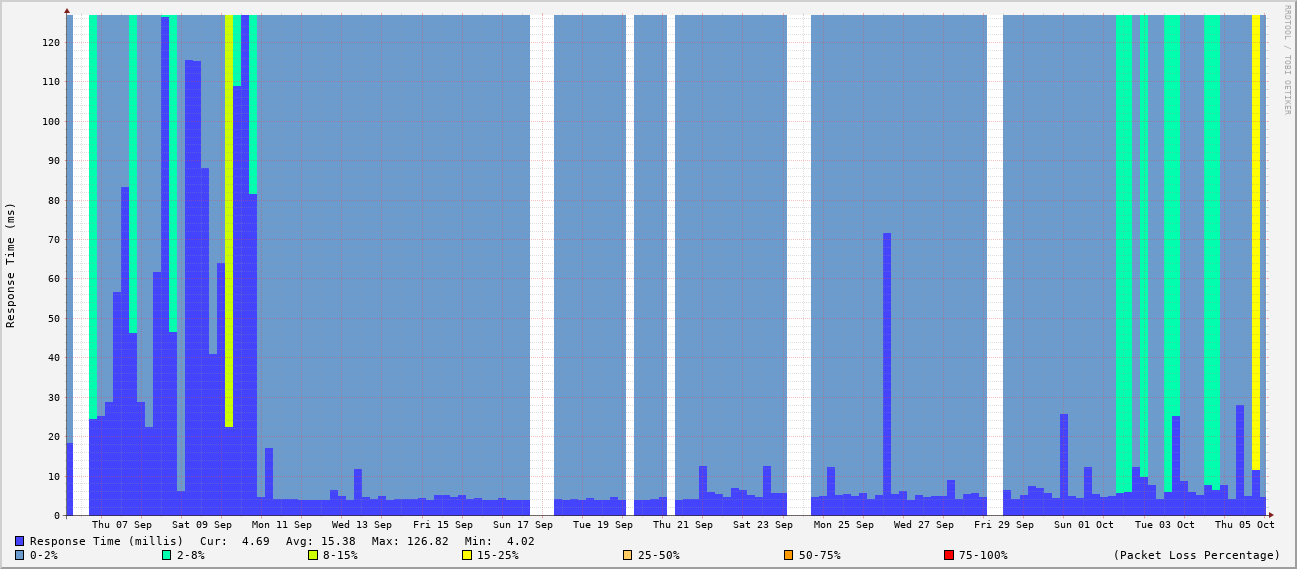 RRDTOOL / TOBI OETIKER
Response Time (ms)
120
110
100
90
80
70
60
50
40
30
20
10
0
Thu 07 Sep Sat 09 Sep Mon 11 Sep Wed 13 Sep Fri 15 Sep Sun 17 Sep Tue 19 Sep Thu 21 Sep Sat 23 Sep Mon 25 Sep Wed 27 Sep Fri 29 Sep Sun 01 Oct Tue 03 Oct Thu 05 Oct
Response Time (millis) Cur: 4.69 Avg: 15.38 Max: 126.82 Min: 4.02
0-2% 2-8% 8-15% 15-25% 25-50% 50-75% 75-100% (Packet Loss Percentage)